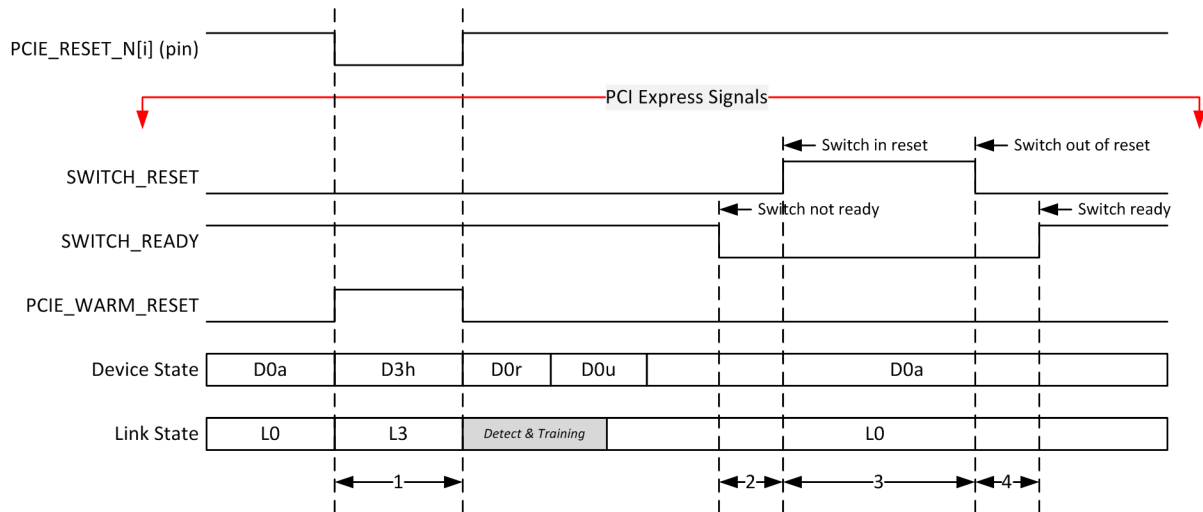 PCIE_RESET_N[i] (pin)
PCI Express Signals
Switch in reset
Switch out of reset
SWITCH_RESET
Switch not ready
Switch ready
SWITCH_READY
PCIE_WARM_RESET
Device State D0a D3h D0r D0u D0a
Link State L0 L3 Detect & Training L0
1 2 3 4